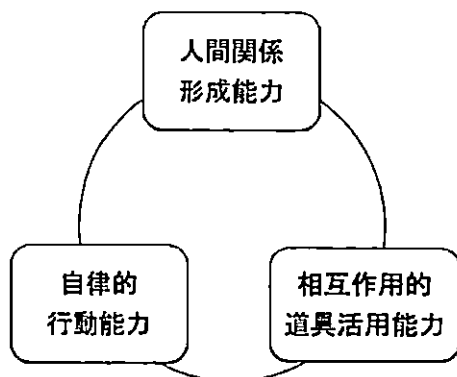 人間関係
形成能力
自律的
行動能力
相互作用的
道具活用能力